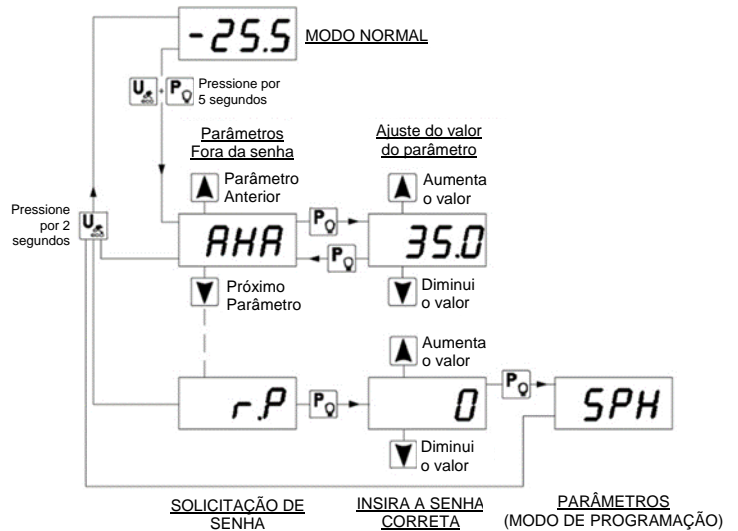 -25.5
MODO NORMAL
U eco + P
Pressione por
5 segundos
Parâmetros
Fora da senha
Ajuste do valor
do parâmetro
Parâmetro
Anterior
Aumenta
o valor
Pressione
por 2
segundos
U eco
AHA
P
P
35.0
Próximo
Parâmetro
Diminui
o valor
Aumenta
o valor
r.P
P
0
P
SPH
Diminui
o valor
SOLICITAÇÃO DE
SENHA
INSIRA A SENHA
CORRETA
PARÂMETROS
(MODO DE PROGRAMAÇÃO)